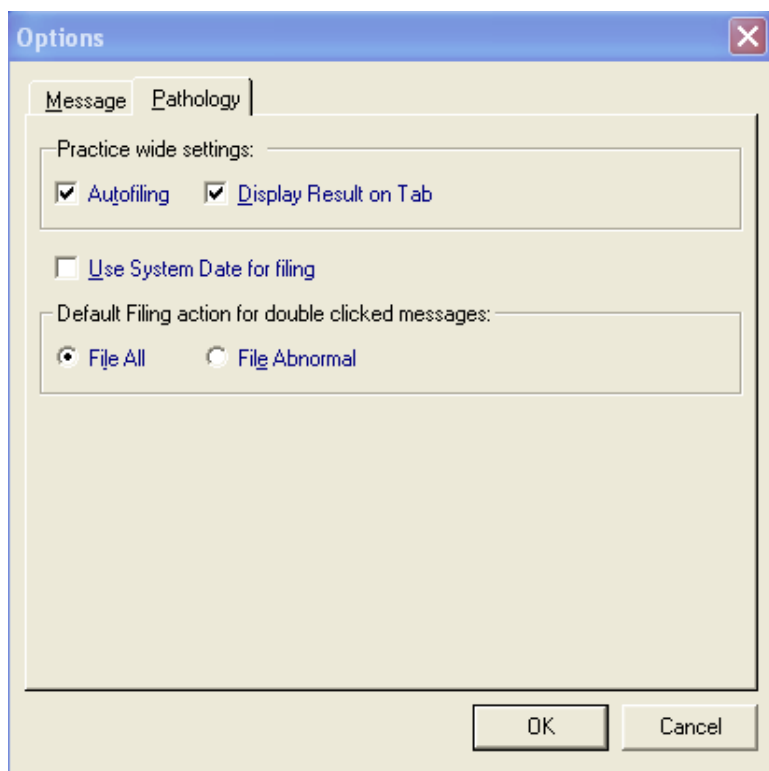 Options
Message Pathology
Practice wide settings:
Autofiling Display Result on Tab
Use System Date for filing
Default Filing action for double clicked messages:
File All File Abnormal
OK Cancel